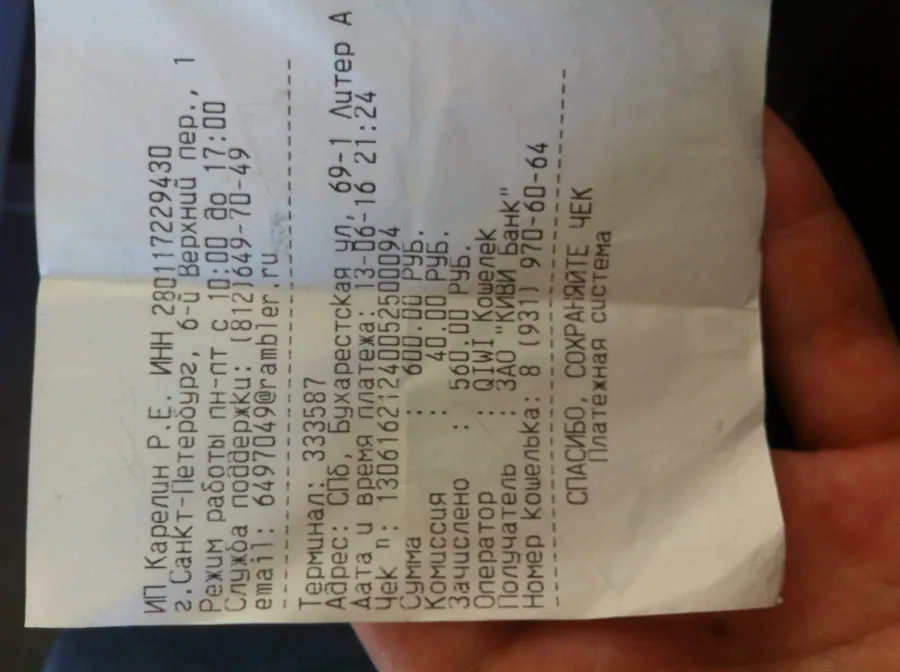 ИП Карелин Р.Е. ИНН 280117229430
г.Санкт-Петербург, 6-й Верхний пер., 1
Режим работы пн-пт с 10:00 до 17:00
Служба поддержки: (812)649-70-49
email: 6497049@rambler.ru
Терминал: 333587
Адрес: СПб, Бухарестская ул, 69-1 Литер А
Дата и время платежа: 13-06-16 21:24
Чек n: 13061621240052500094
Сумма : 600.00 РУБ.
Комиссия : 40.00 РУБ.
Зачислено : 560.00 РУБ.
Оператор : QIWI Кошелек
Получатель : ЗАО "КИВИ Банк"
Номер кошелька: 8 (931) 970-60-64
СПАСИБО, СОХРАНЯЙТЕ ЧЕК
Платежная система